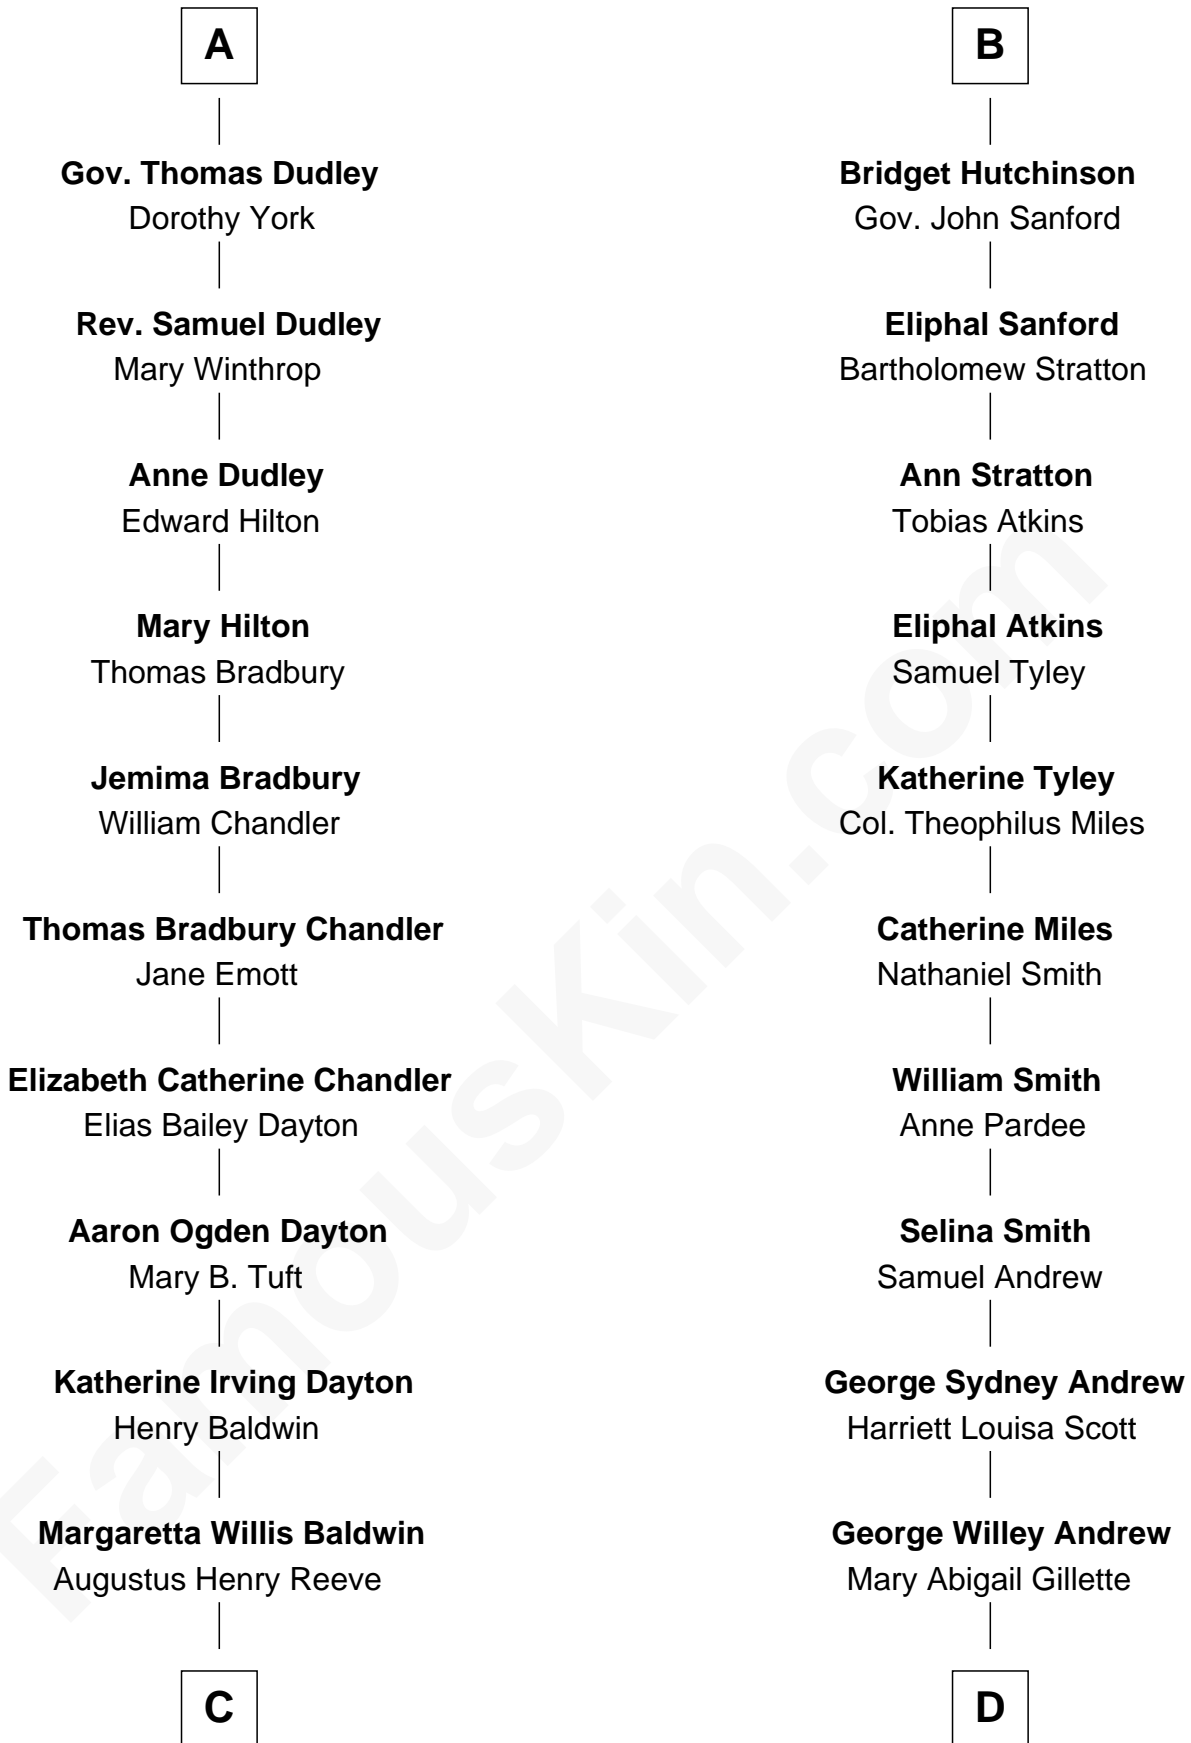 A
Gov. Thomas Dudley
Dorothy York
Rev. Samuel Dudley
Mary Winthrop
Anne Dudley
Edward Hilton
Mary Hilton
Thomas Bradbury
Jemima Bradbury
William Chandler
Thomas Bradbury Chandler
Jane Emott
Elizabeth Catherine Chandler
Elias Bailey Dayton
Aaron Ogden Dayton
Mary B. Tuft
Katherine Irving Dayton
Henry Baldwin
Margaretta Willis Baldwin
Augustus Henry Reeve
C
B
Bridget Hutchinson
Gov. John Sanford
Eliphal Sanford
Bartholomew Stratton
Ann Stratton
Tobias Atkins
Eliphal Atkins
Samuel Tyley
Katherine Tyley
Col. Theophilus Miles
Catherine Miles
Nathaniel Smith
William Smith
Anne Pardee
Selina Smith
Samuel Andrew
George Sydney Andrew
Harriett Louisa Scott
George Willey Andrew
Mary Abigail Gillette
D
FamousKin.com